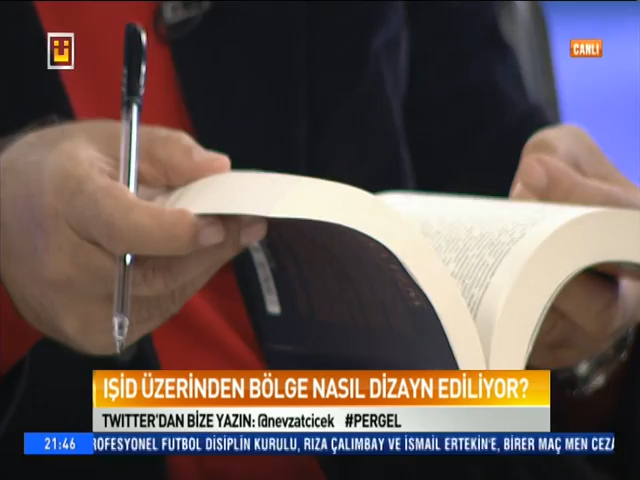 CANLI
IŞİD ÜZERİNDEN BÖLGE NASIL DİZAYN EDİLİYOR?
TWITTER'DAN BİZE YAZIN: @nevzatcicek #PERGEL
21:46 ROFESYONEL FUTBOL DİSİPLİN KURULU, RIZA ÇALIMBAY VE İSMAİL ERTEKİN'E, BİRER MAÇ MEN CEZA